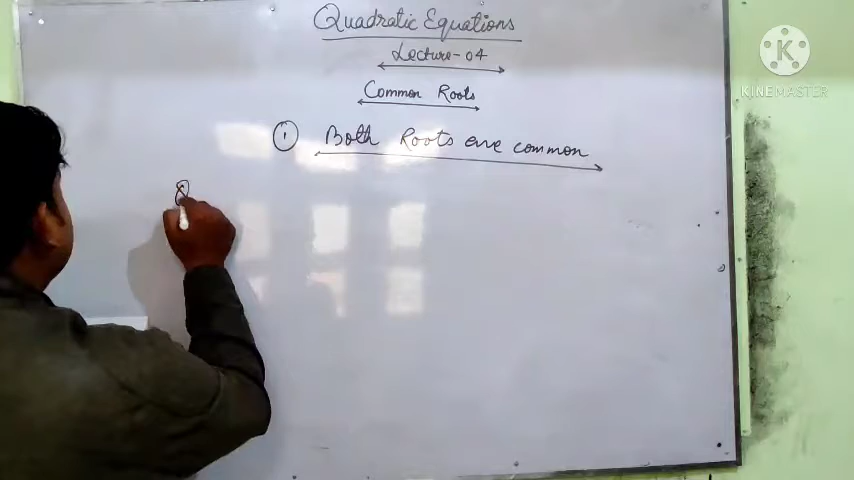 Quadratic Equations
Lecture-04
Common Roots
① Both Roots are common
K
KINEMASTER